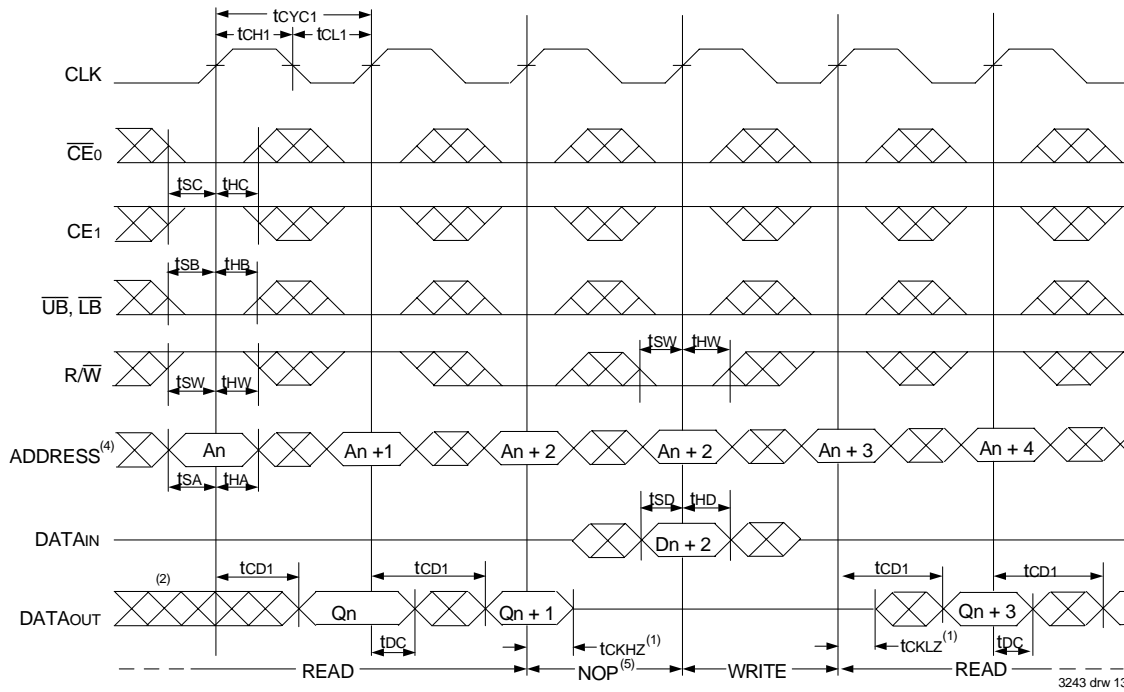 tCYC1
tCH1 tCL1
CLK
CE0
tSC tHC
CE1
tSB tHB
UB, LB
tSW tHW
R/W
tSW tHW
ADDRESS(4) An An +1 An + 2 An + 2 An + 3 An + 4
tSA tHA
tSD tHD
DATAIN Dn + 2
(2) tCD1 tCD1 tCD1 tCD1
DATAOUT Qn Qn + 1 Qn + 3
tDC tCKHZ(1) tCKLZ(1) tDC
READ NOP(5) WRITE READ
3243 drw 13